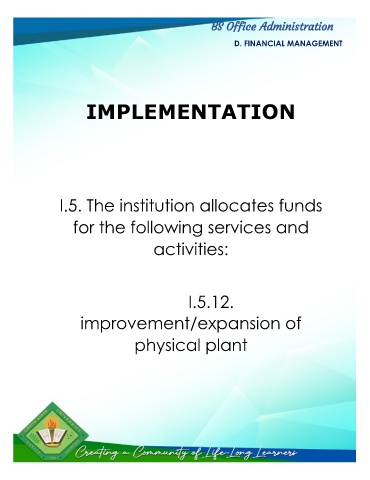 BS Office Administration
D. FINANCIAL MANAGEMENT
IMPLEMENTATION
I.5. The institution allocates funds
for the following services and
activities:
I.5.12.
improvement/expansion of
physical plant
Creating a Community of Life-Long Learners